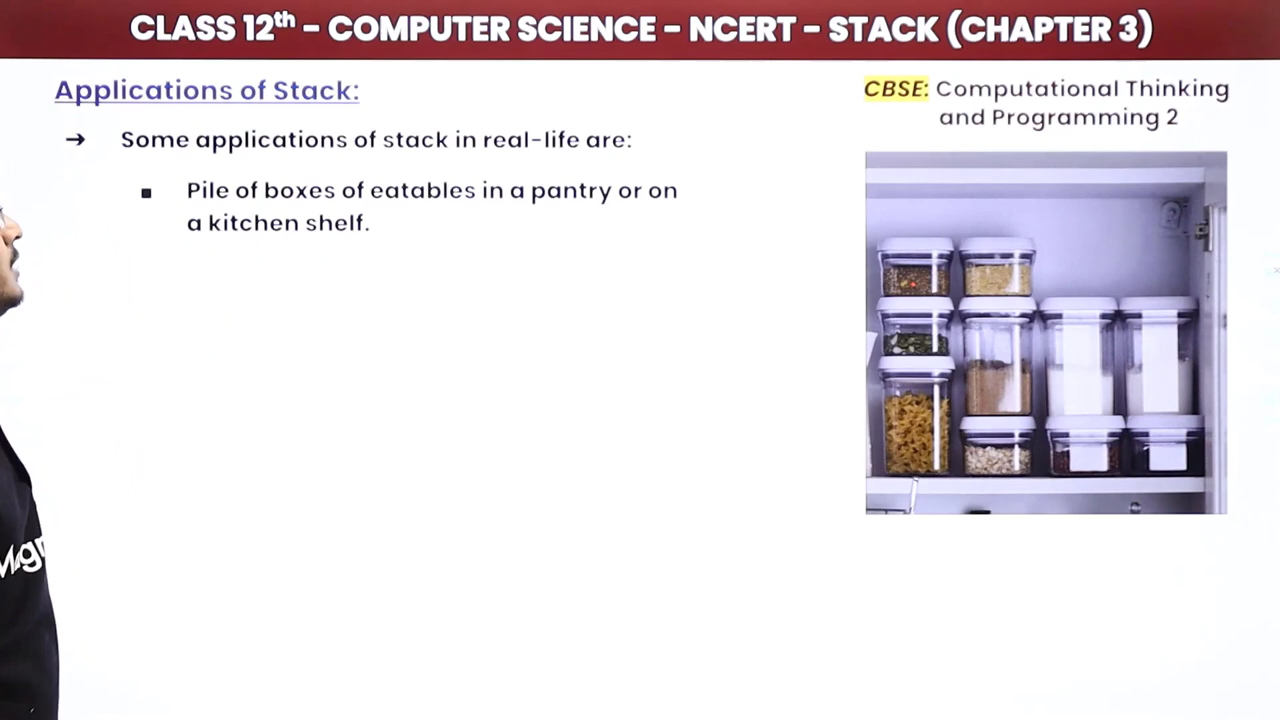 CLASS 12th - COMPUTER SCIENCE - NCERT - STACK (CHAPTER 3)
Applications of Stack:
➔ Some applications of stack in real-life are:
▪ Pile of boxes of eatables in a pantry or on
a kitchen shelf.
CBSE: Computational Thinking
and Programming 2